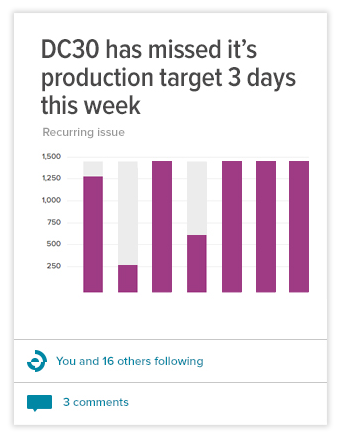 DC30 has missed it's
production target 3 days
this week
Recurring issue
1,500
1,250
1,000
750
500
250
You and 16 others following
3 comments